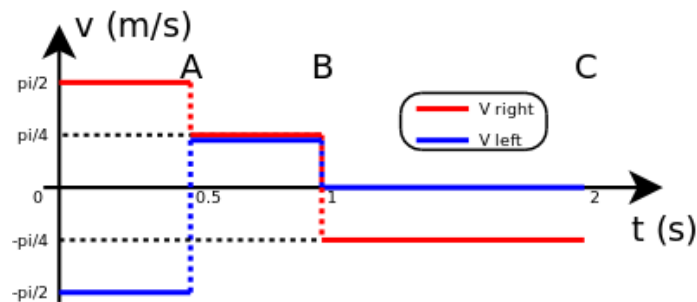 v (m/s)
A B C
pi/2
V right
pi/4
V left
0 0.5 1 2
t (s)
-pi/4
-pi/2